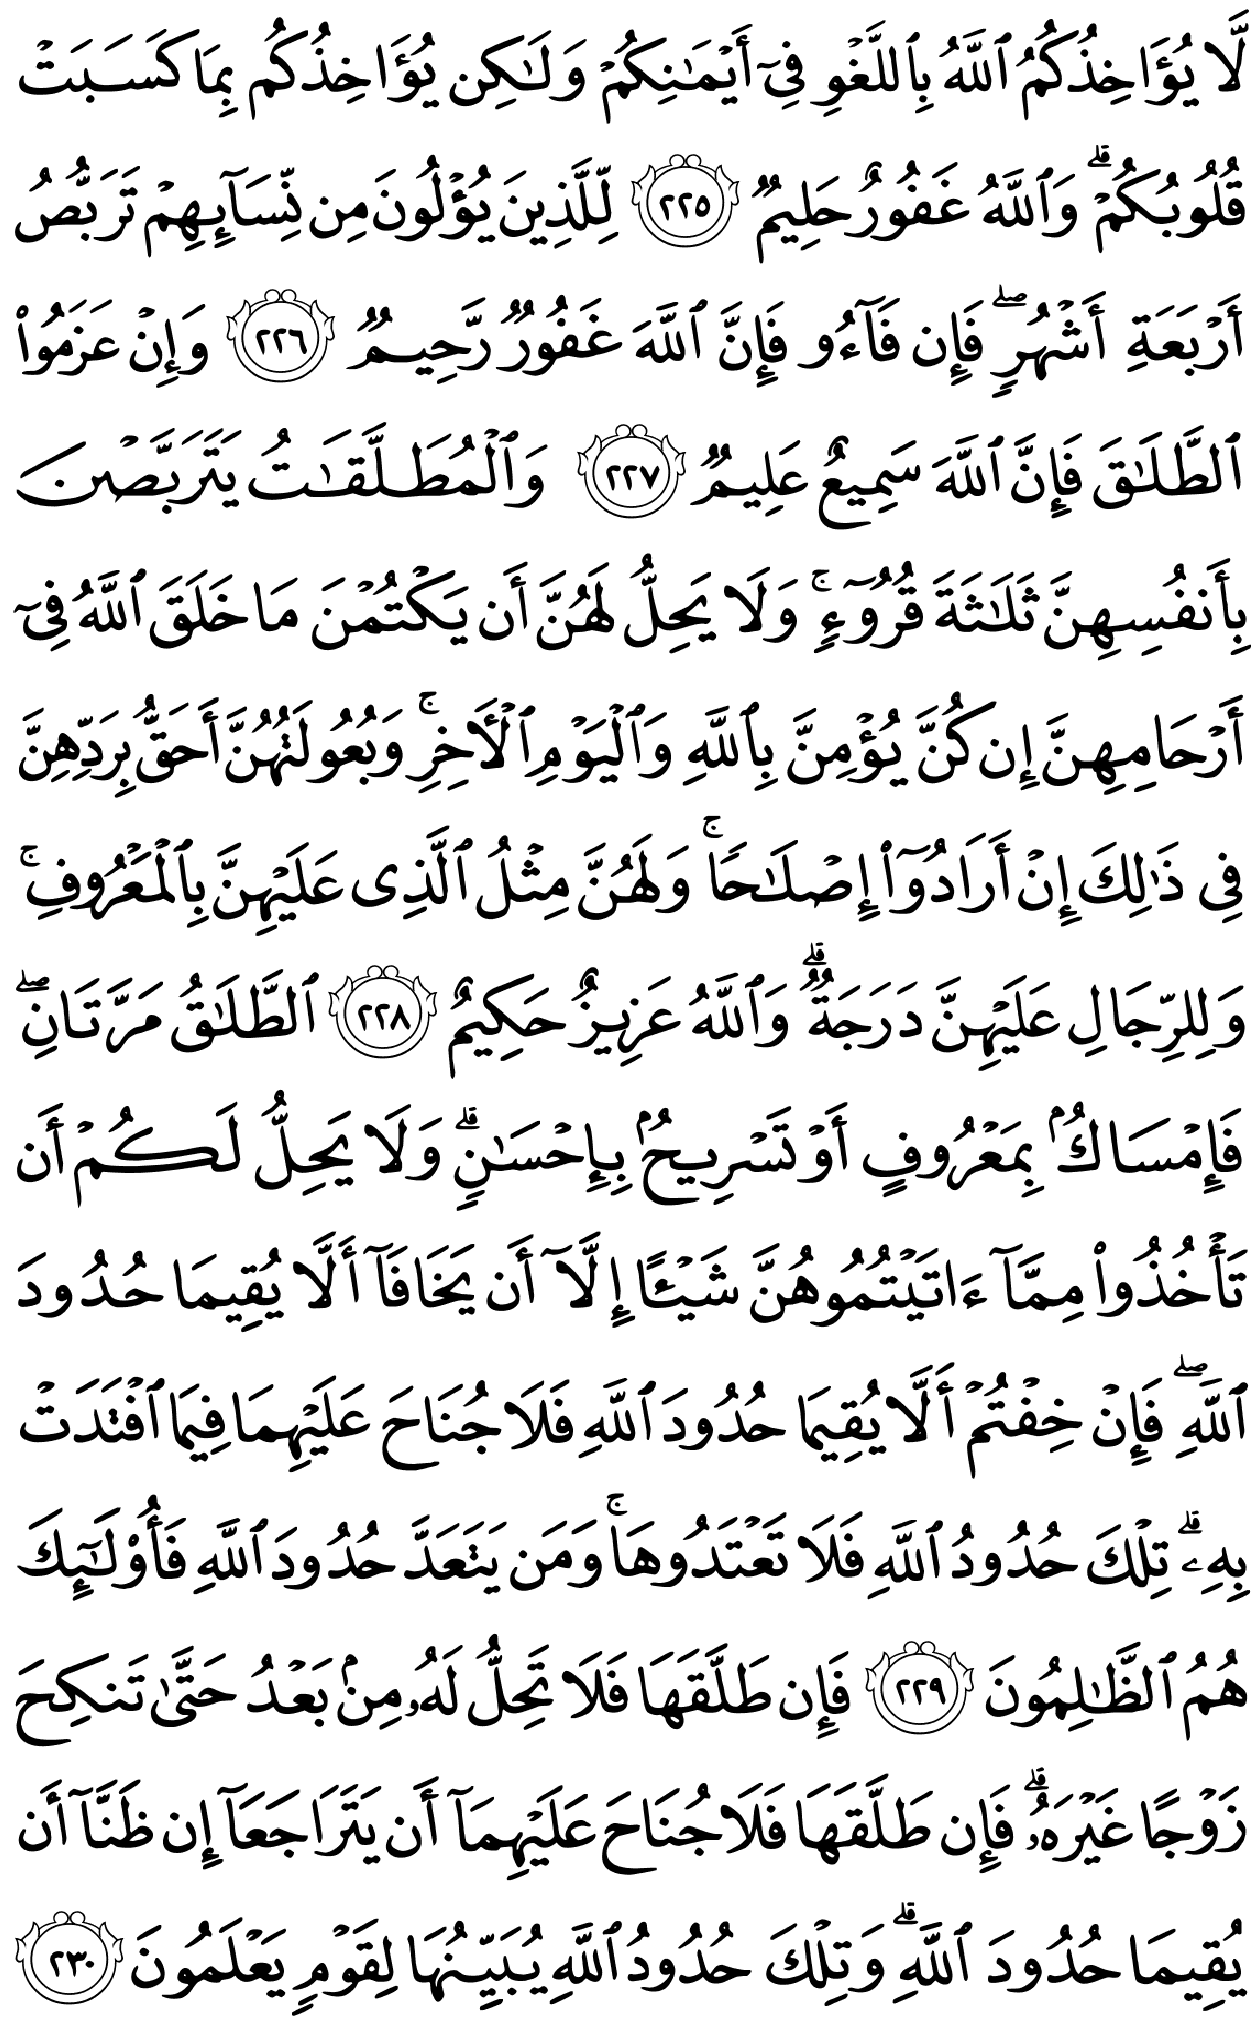 لَّا يُؤَاخِذُكُمُ ٱللَّهُ بِٱللَّغْوِ فِىٓ أَيْمَـٰنِكُمْ وَلَـٰكِن يُؤَاخِذُكُم بِمَا كَسَبَتْ
قُلُوبُكُمْ ۗ وَٱللَّهُ غَفُورٌ حَلِيمٌ ٢٢٥ لِّلَّذِينَ يُؤْلُونَ مِن نِّسَآئِهِمْ تَرَبُّصُ
أَرْبَعَةِ أَشْهُرٍ ۖ فَإِن فَآءُو فَإِنَّ ٱللَّهَ غَفُورٌ رَّحِيمٌ ٢٢٦ وَإِنْ عَزَمُوا۟
ٱلطَّلَـٰقَ فَإِنَّ ٱللَّهَ سَمِيعٌ عَلِيمٌ ٢٢٧ وَٱلْمُطَلَّقَـٰتُ يَتَرَبَّصْنَ
بِأَنفُسِهِنَّ ثَلَـٰثَةَ قُرُوٓءٍ ۚ وَلَا يَحِلُّ لَهُنَّ أَن يَكْتُمْنَ مَا خَلَقَ ٱللَّهُ فِىٓ
أَرْحَامِهِنَّ إِن كُنَّ يُؤْمِنَّ بِٱللَّهِ وَٱلْيَوْمِ ٱلْـَٔاخِرِ ۚ وَبُعُولَتُهُنَّ أَحَقُّ بِرَدِّهِنَّ
فِى ذَٰلِكَ إِنْ أَرَادُوٓا۟ إِصْلَـٰحًا ۚ وَلَهُنَّ مِثْلُ ٱلَّذِى عَلَيْهِنَّ بِٱلْمَعْرُوفِ ۚ
وَلِلرِّجَالِ عَلَيْهِنَّ دَرَجَةٌ ۗ وَٱللَّهُ عَزِيزٌ حَكِيمٌ ٢٢٨ ٱلطَّلَـٰقُ مَرَّتَانِ ۖ
فَإِمْسَاكٌۢ بِمَعْرُوفٍ أَوْ تَسْرِيحٌۢ بِإِحْسَـٰنٍ ۗ وَلَا يَحِلُّ لَكُمْ أَن
تَأْخُذُوا۟ مِمَّآ ءَاتَيْتُمُوهُنَّ شَيْـًٔا إِلَّآ أَن يَخَافَآ أَلَّا يُقِيمَا حُدُودَ
ٱللَّهِ ۖ فَإِنْ خِفْتُمْ أَلَّا يُقِيمَا حُدُودَ ٱللَّهِ فَلَا جُنَاحَ عَلَيْهِمَا فِيمَا ٱفْتَدَتْ
بِهِۦ ۗ تِلْكَ حُدُودُ ٱللَّهِ فَلَا تَعْتَدُوهَا ۚ وَمَن يَتَعَدَّ حُدُودَ ٱللَّهِ فَأُو۟لَـٰٓئِكَ
هُمُ ٱلظَّـٰلِمُونَ ٢٢٩ فَإِن طَلَّقَهَا فَلَا تَحِلُّ لَهُۥ مِنۢ بَعْدُ حَتَّىٰ تَنكِحَ
زَوْجًا غَيْرَهُۥ ۗ فَإِن طَلَّقَهَا فَلَا جُنَاحَ عَلَيْهِمَآ أَن يَتَرَاجَعَآ إِن ظَنَّآ أَن
يُقِيمَا حُدُودَ ٱللَّهِ ۗ وَتِلْكَ حُدُودُ ٱللَّهِ يُبَيِّنُهَا لِقَوْمٍ يَعْلَمُونَ ٢٣٠